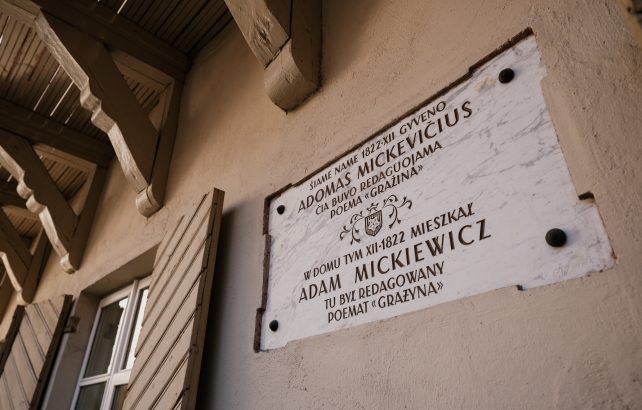 ŠIAME NAME 1822·XII GYVENO
ADOMAS MICKEVIČIUS
ČIA BUVO REDAGUOJAMA
POEMA «GRAŽINA»
W DOMU TYM XII·1822 MIESZKAŁ
ADAM MICKIEWICZ
TU BYŁ REDAGOWANY
POEMAT «GRAŻYNA»